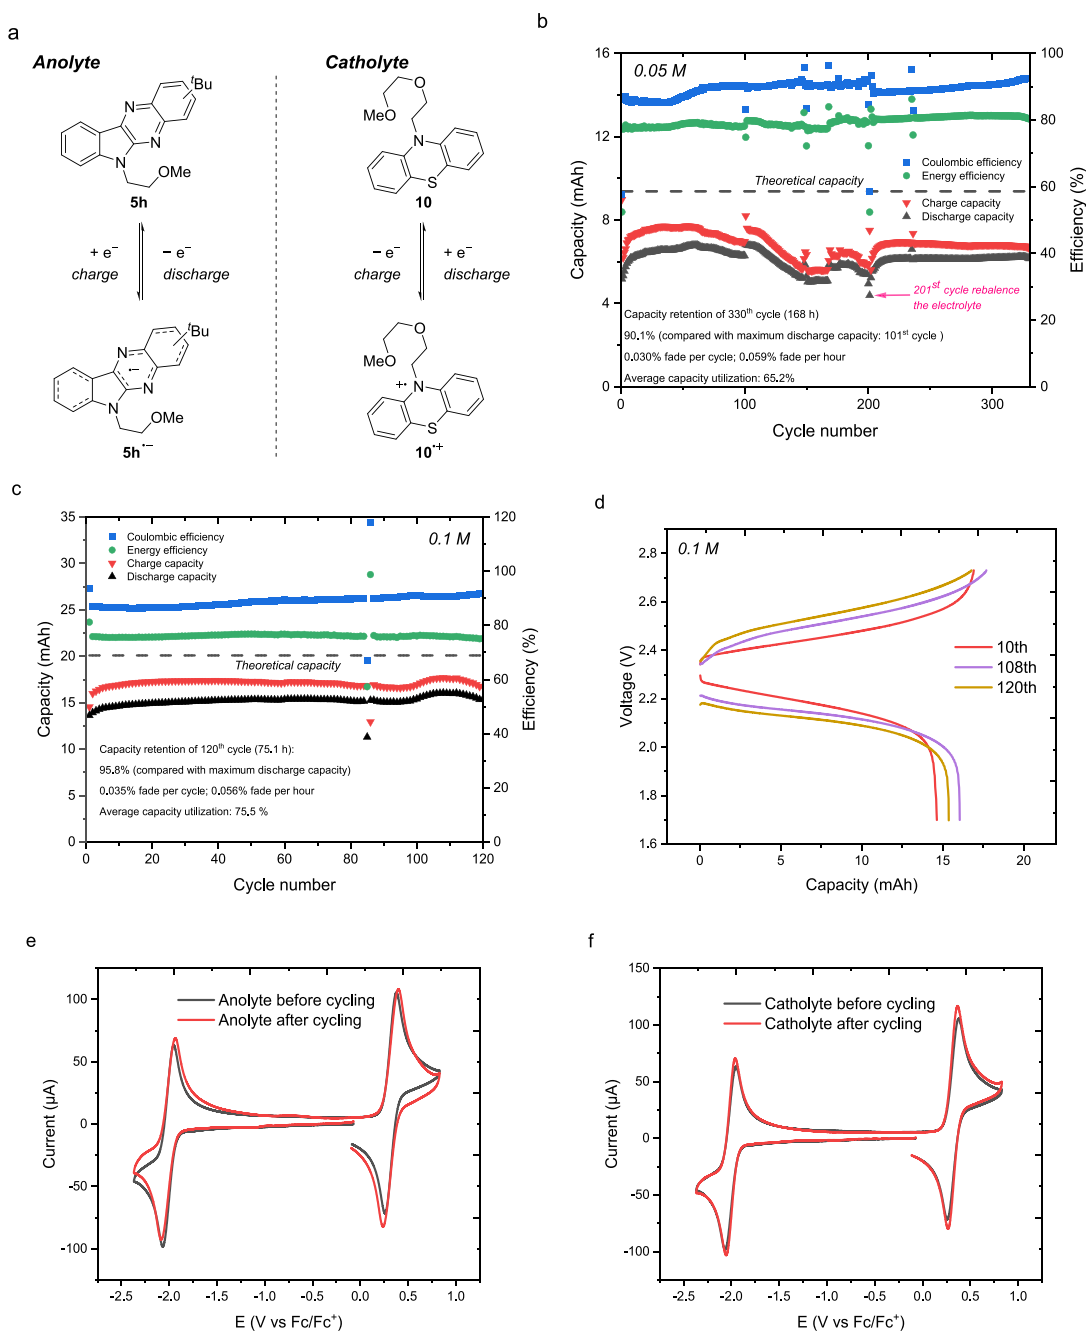 a
Anolyte
Catholyte
tBu
N
N
N
OMe
5h
O
MeO
N
S
10
+ e–
– e–
charge
discharge
– e–
+ e–
charge
discharge
tBu
N
N
•–
N
OMe
5h•–
O
MeO
N
+•
S
10•+
b
0.05 M
Coulombic efficiency
Energy efficiency
Theoretical capacity
Charge capacity
Discharge capacity
201st cycle rebalence
the electrolyte
Capacity retention of 330th cycle (168 h)
90.1% (compared with maximum discharge capacity: 101st cycle )
0.030% fade per cycle; 0.059% fade per hour
Average capacity utilization: 65.2%
16
12
8
4
0
Capacity (mAh)
100
80
60
40
20
0
Efficiency (%)
0
100
200
300
Cycle number
c
0.1 M
Coulombic efficiency
Energy efficiency
Charge capacity
Discharge capacity
Theoretical capacity
Capacity retention of 120th cycle (75.1 h):
95.8% (compared with maximum discharge capacity)
0.035% fade per cycle; 0.056% fade per hour
Average capacity utilization: 75.5 %
35
30
25
20
15
10
5
0
Capacity (mAh)
120
100
80
60
40
20
0
Efficiency (%)
0
20
40
60
80
100
120
Cycle number
d
0.1 M
10th
108th
120th
2.8
2.6
2.4
2.2
2.0
1.8
1.6
Voltage (V)
0
5
10
15
20
Capacity (mAh)
e
Anolyte before cycling
Anolyte after cycling
100
50
0
-50
-100
Current (µA)
-2.5
-2.0
-1.5
-1.0
-0.5
0.0
0.5
1.0
E (V vs Fc/Fc+)
f
Catholyte before cycling
Catholyte after cycling
150
100
50
0
-50
-100
Current (µA)
-2.5
-2.0
-1.5
-1.0
-0.5
0.0
0.5
1.0
E (V vs Fc/Fc+)